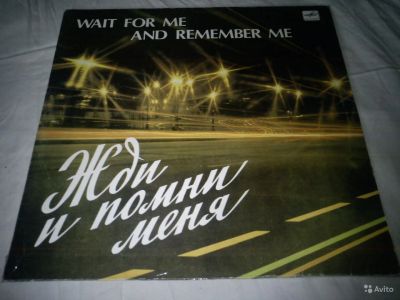 WAIT FOR ME
AND REMEMBER ME
Жди
и помни
меня
Avito